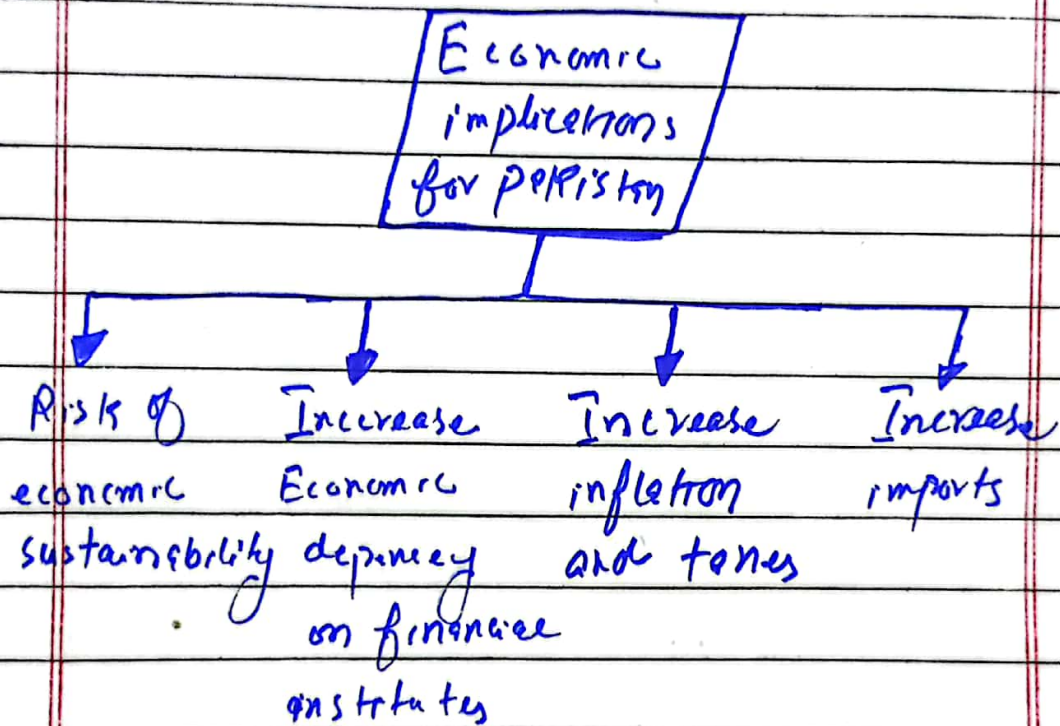 Economic
implications
for Pakistan
Risk of
economic
sustainability
Increase
Economic
depency
on financial
institutes
Increase
inflation
and taxes
Increase
imports